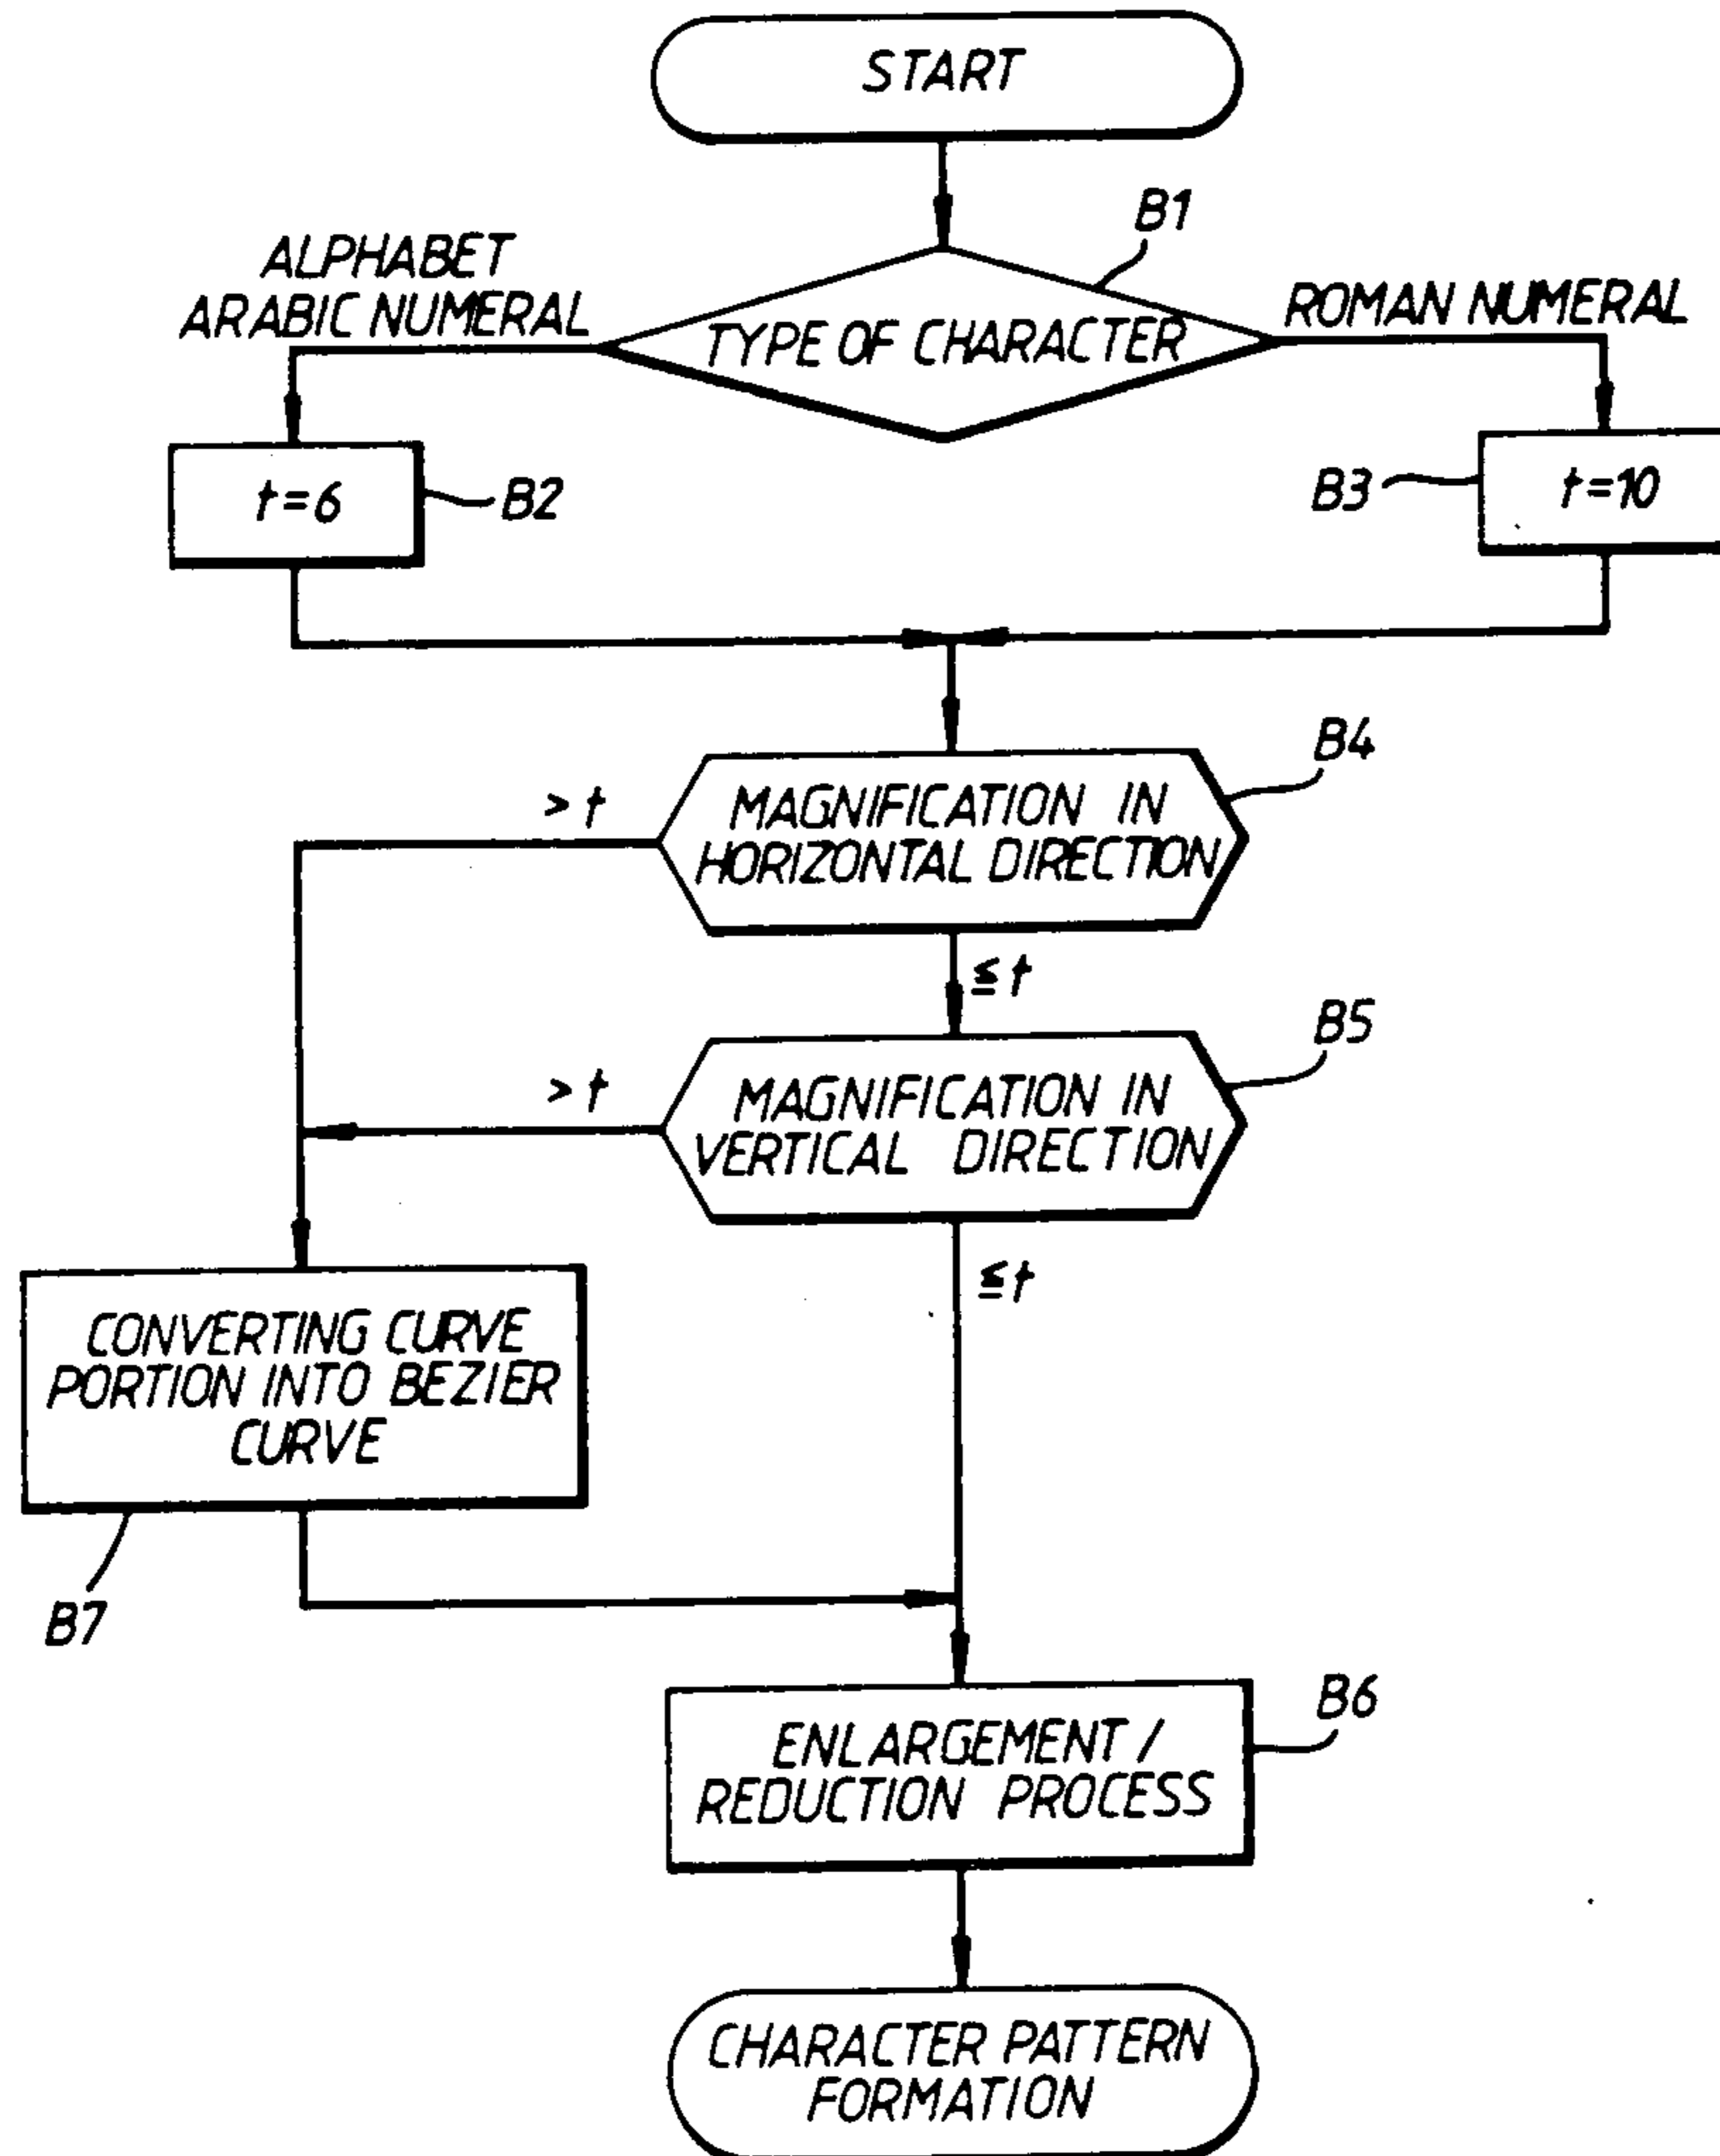 START
B1
ALPHABET
ARABIC NUMERAL
TYPE OF CHARACTER
ROMAN NUMERAL
t=6
B2
B3
t=10
B4
>t
MAGNIFICATION IN
HORIZONTAL DIRECTION
≤t
B5
>t
MAGNIFICATION IN
VERTICAL DIRECTION
≤t
CONVERTING CURVE
PORTION INTO BEZIER
CURVE
B7
B6
ENLARGEMENT/
REDUCTION PROCESS
CHARACTER PATTERN
FORMATION